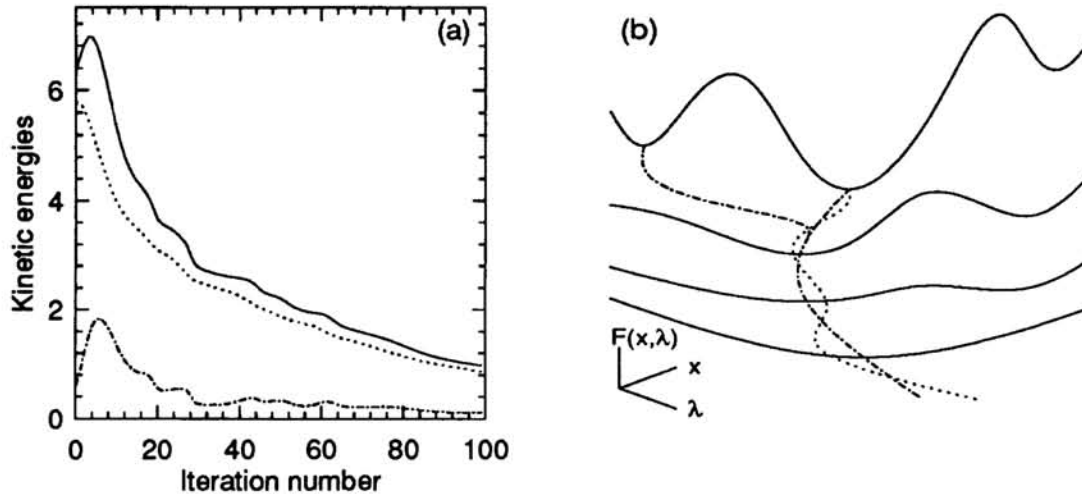 (a)
Kinetic energies
6
4
2
0
0 20 40 60 80 100
Iteration number
(b)
F(x,λ)
x
λ